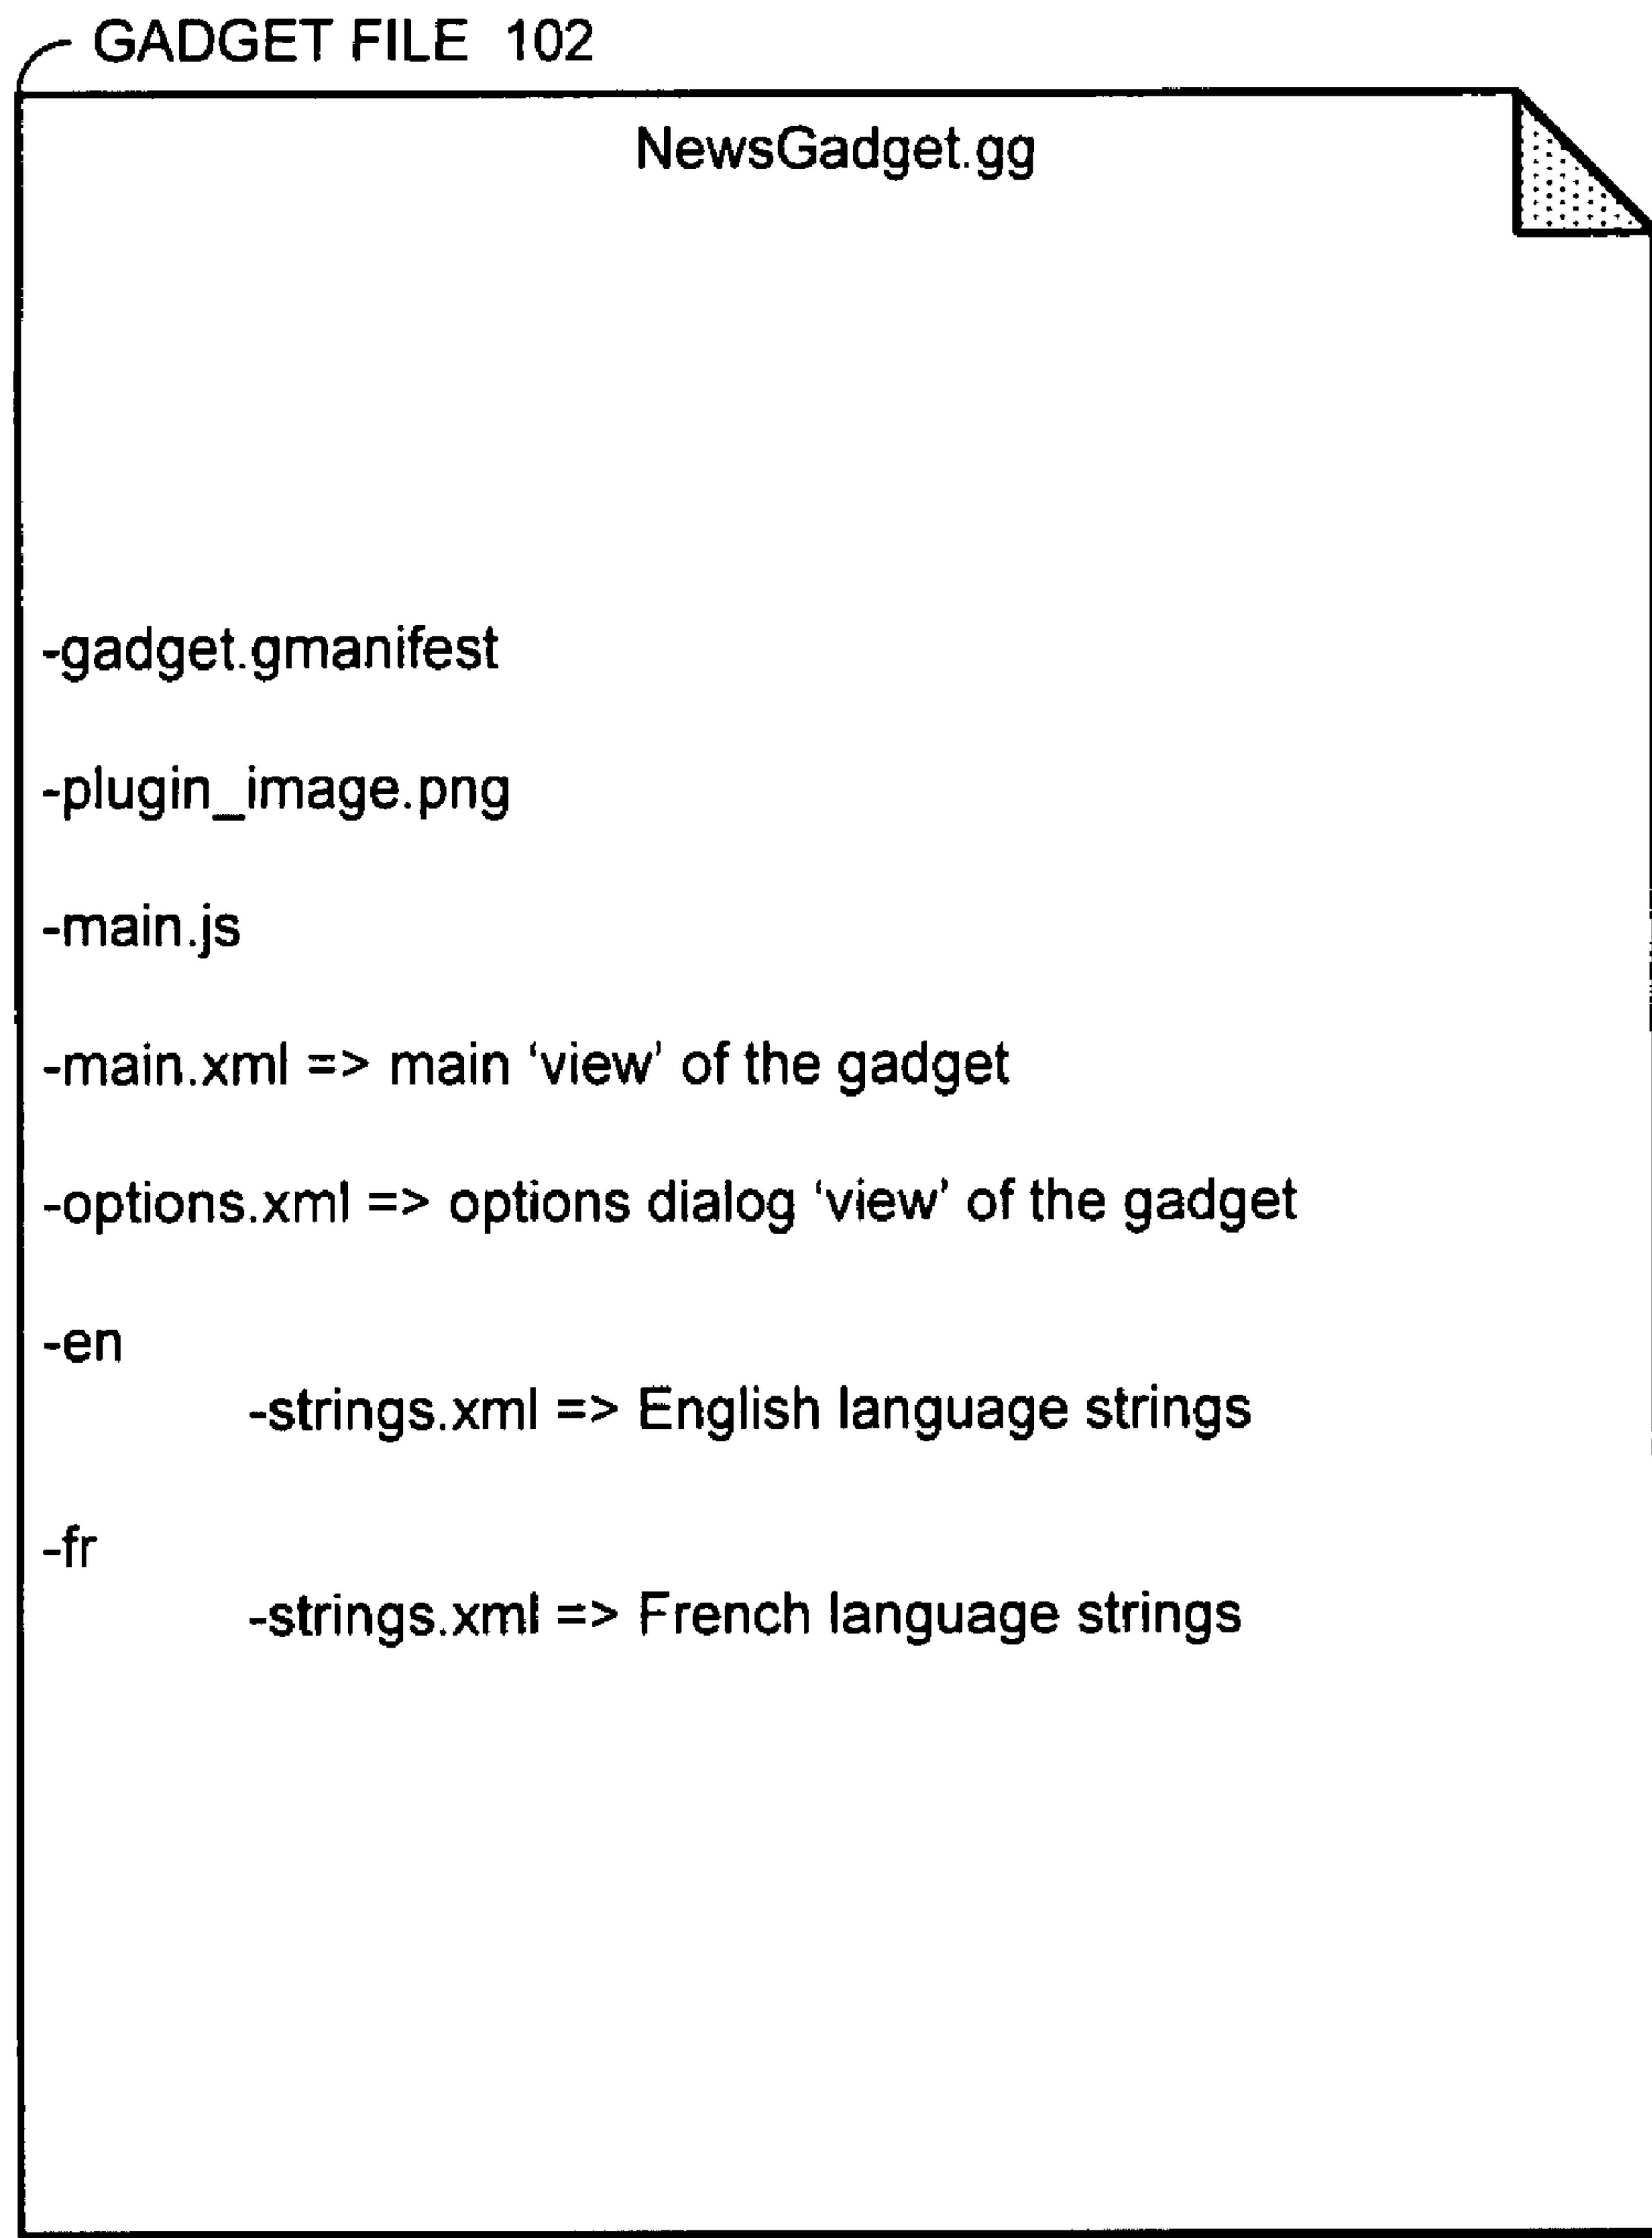 GADGET FILE 102
NewsGadget.gg
-gadget.gmanifest
-plugin_image.png
-main.js
-main.xml => main ‘view’ of the gadget
-options.xml => options dialog ‘view’ of the gadget
-en
-strings.xml => English language strings
-fr
-strings.xml => French language strings